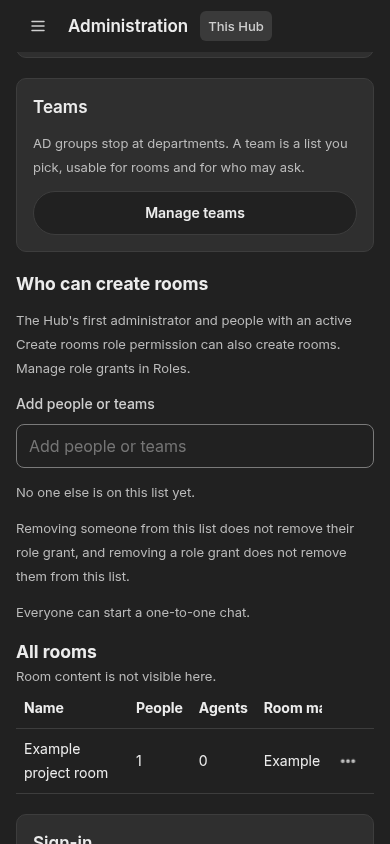 Administration This Hub
Teams
AD groups stop at departments. A team is a list you
pick, usable for rooms and for who may ask.
Manage teams
Who can create rooms
The Hub's first administrator and people with an active
Create rooms role permission can also create rooms.
Manage role grants in Roles.
Add people or teams
Add people or teams
No one else is on this list yet.
Removing someone from this list does not remove their
role grant, and removing a role grant does not remove
them from this list.
Everyone can start a one-to-one chat.
All rooms
Room content is not visible here.
Name People Agents Room ma
Example
project room 1 0 Example
Sign-in